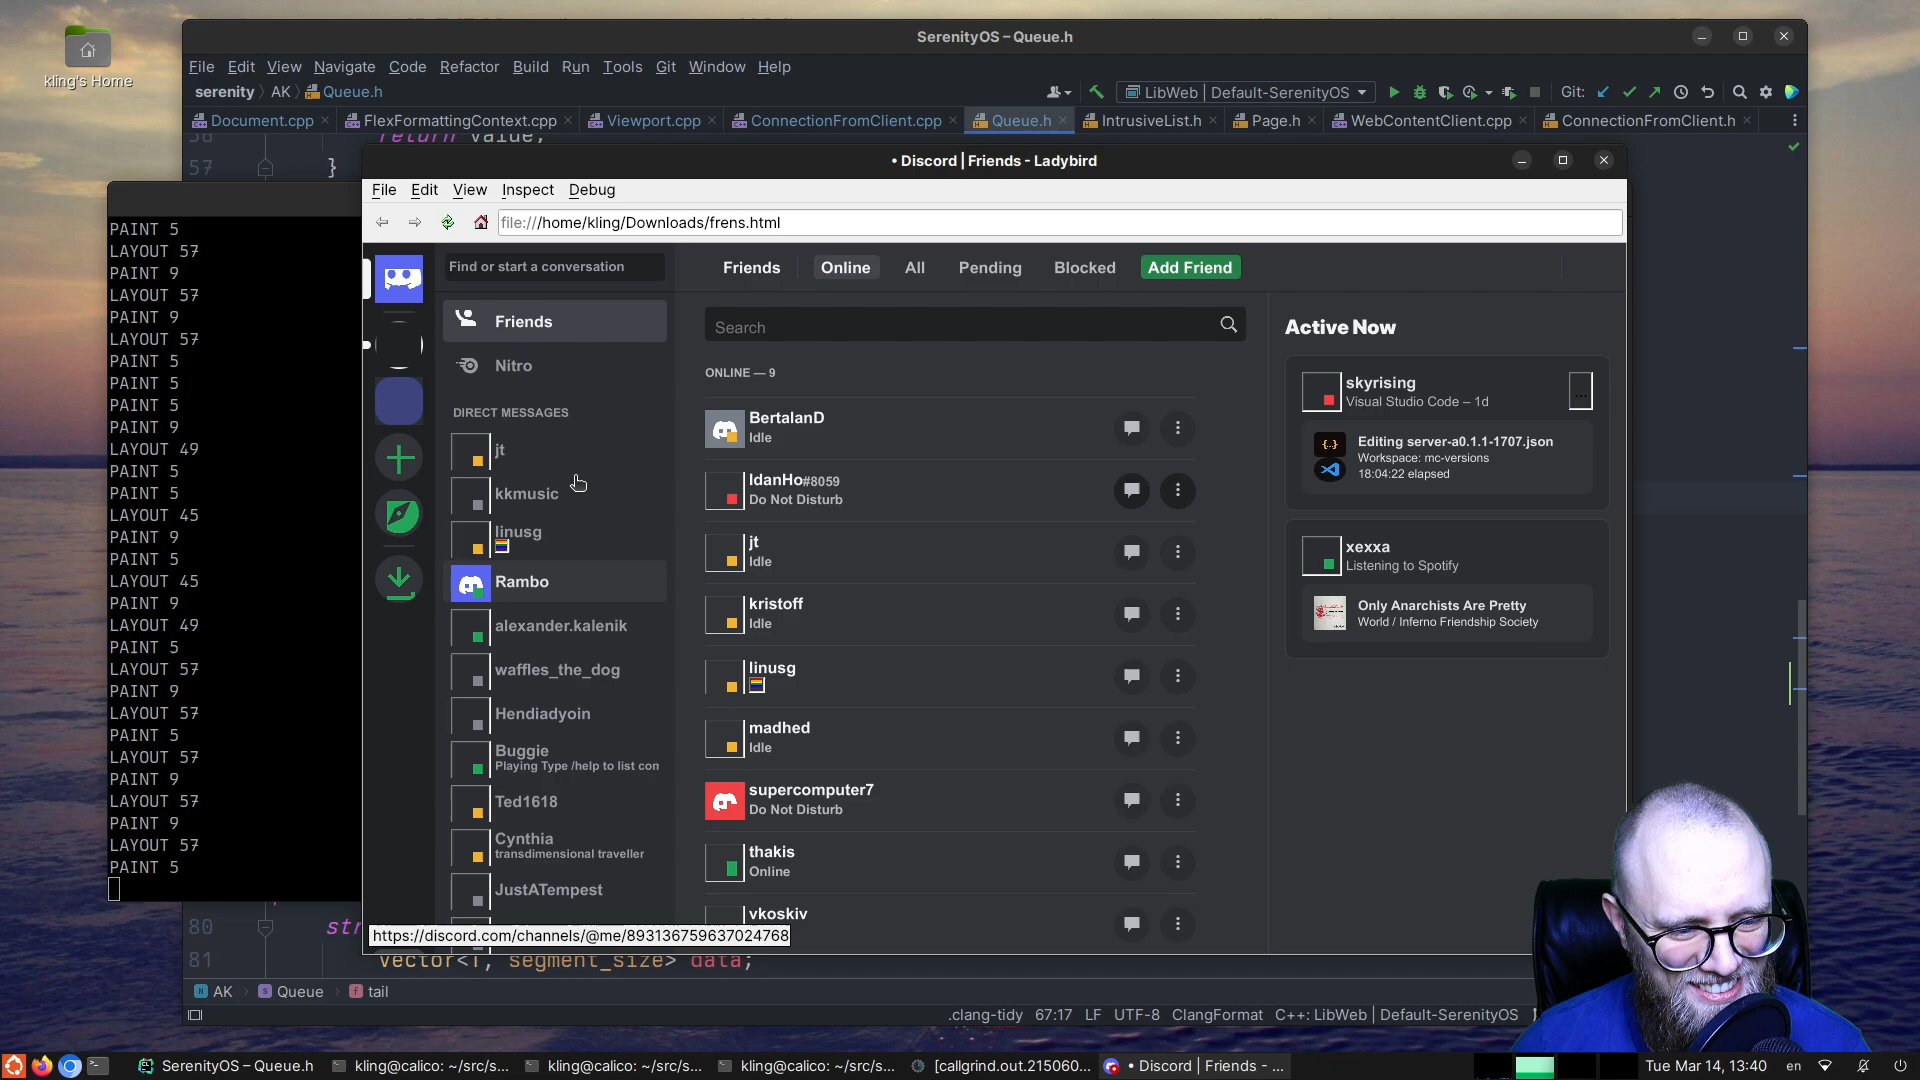 kling's Home
SerenityOS – Queue.h
File Edit View Navigate Code Refactor Build Run Tools Git Window Help
serenity AK Queue.h
LibWeb | Default-SerenityOS
Git:
Document.cpp FlexFormattingContext.cpp Viewport.cpp ConnectionFromClient.cpp Queue.h IntrusiveList.h Page.h WebContentClient.cpp ConnectionFromClient.h
return value;
57 }
• Discord | Friends - Ladybird
File Edit View Inspect Debug
file:///home/kling/Downloads/frens.html
PAINT 5
LAYOUT 57
PAINT 9
LAYOUT 57
PAINT 9
LAYOUT 57
PAINT 5
PAINT 5
PAINT 5
PAINT 9
LAYOUT 49
PAINT 5
PAINT 5
LAYOUT 45
PAINT 9
PAINT 5
LAYOUT 45
PAINT 9
LAYOUT 49
PAINT 5
LAYOUT 57
PAINT 9
LAYOUT 57
PAINT 5
LAYOUT 57
PAINT 9
LAYOUT 57
PAINT 9
LAYOUT 57
PAINT 5
Find or start a conversation
Friends
Nitro
DIRECT MESSAGES
jt
kkmusic
linusg
Rambo
alexander.kalenik
waffles_the_dog
Hendiadyoin
Buggie
Playing Type /help to list con
Ted1618
Cynthia
transdimensional traveller
JustATempest
https://discord.com/channels/@me/893136759637024768
Friends Online All Pending Blocked Add Friend
Search
ONLINE — 9
BertalanD
Idle
IdanHo#8059
Do Not Disturb
jt
Idle
kristoff
Idle
linusg
madhed
Idle
supercomputer7
Do Not Disturb
thakis
Online
vkoskiv
Active Now
skyrising
Visual Studio Code – 1d
...
{..}
Editing server-a0.1.1-1707.json
Workspace: mc-versions
18:04:22 elapsed
xexxa
Listening to Spotify
Only Anarchists Are Pretty
World / Inferno Friendship Society
80 str
81 Vector<T, segment_size> data;
AK Queue tail
.clang-tidy 67:17 LF UTF-8 ClangFormat C++: LibWeb | Default-SerenityOS
SerenityOS – Queue.h kling@calico: ~/src/s... kling@calico: ~/src/s... kling@calico: ~/src/s... [callgrind.out.215060... • Discord | Friends - ... Tue Mar 14, 13:40 en